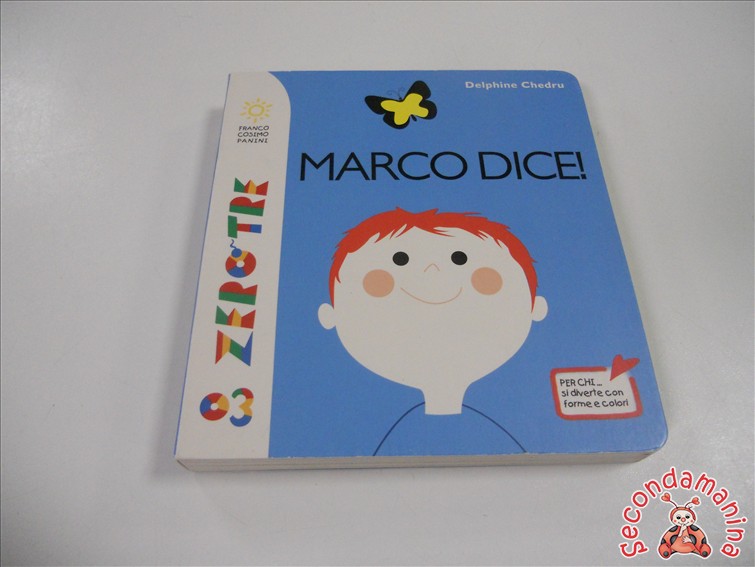 Delphine Chedru
FRANCO
COSIMO
PANINI
MARCO DICE!
ZEROTRE
03
PER CHI...
si diverte con
forme e colori
Secondamanina